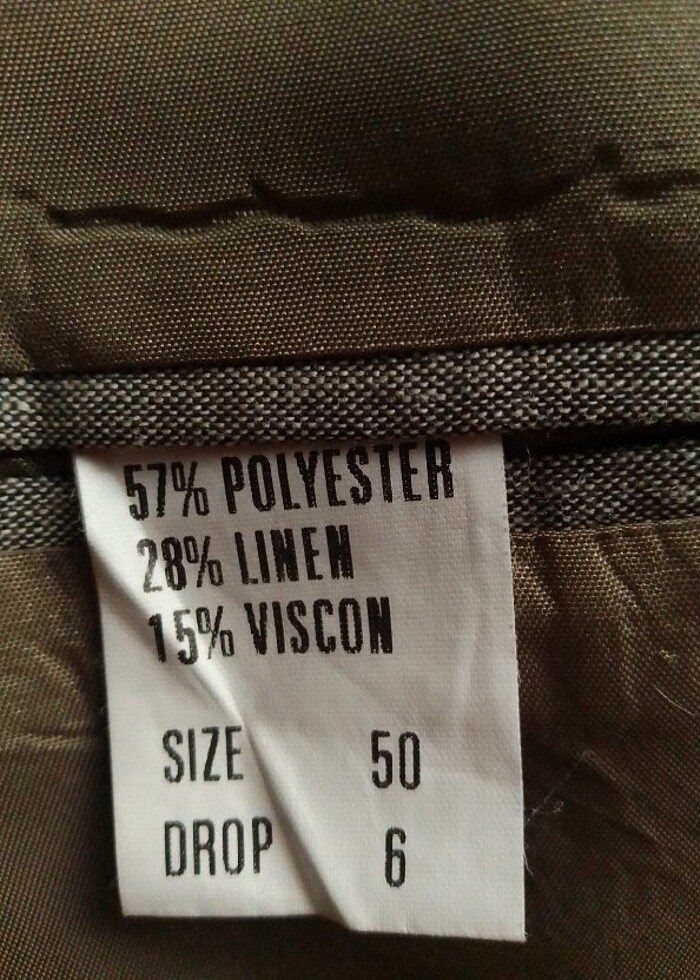 57% POLYESTER
28% LINEN
15% VISCON
SIZE 50
DROP 6